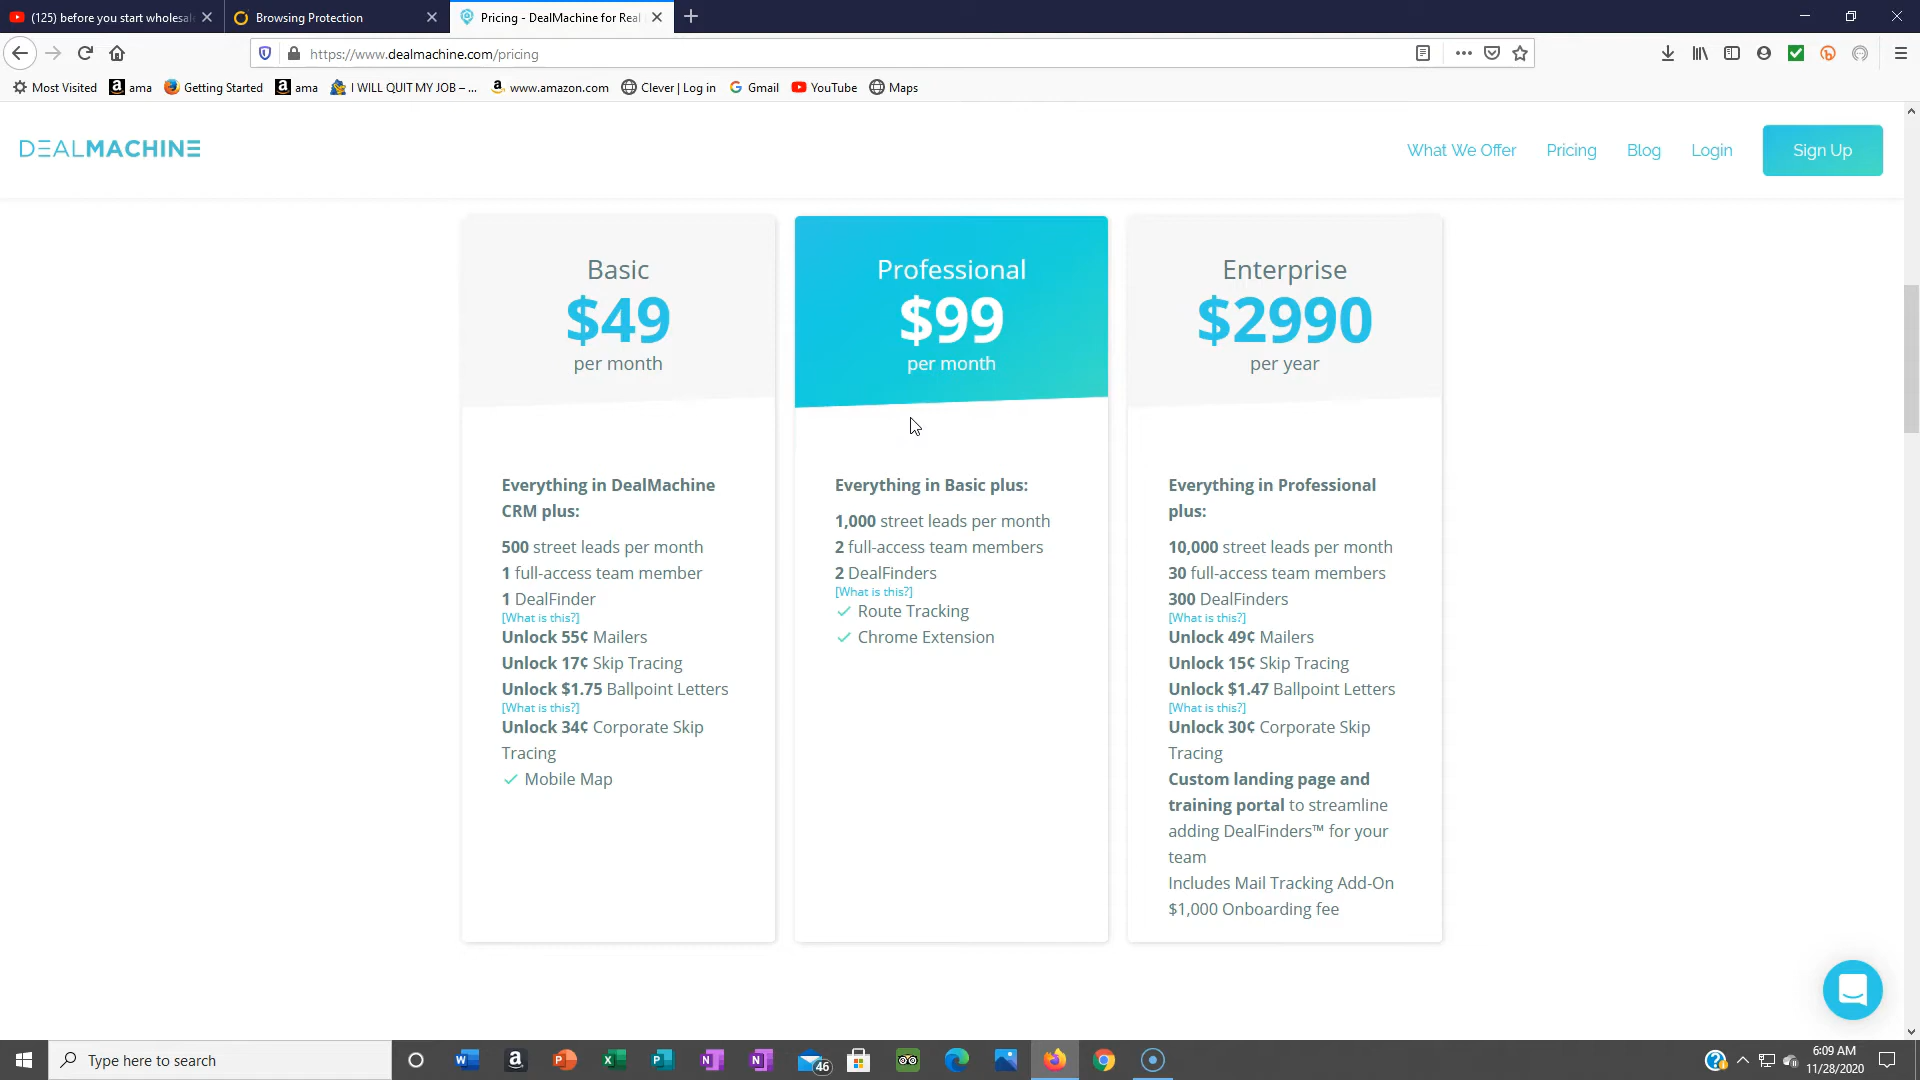 (125) before you start wholesal
Browsing Protection
Pricing - DealMachine for Real
https://www.dealmachine.com/pricing
Most Visited
ama
Getting Started
ama
I WILL QUIT MY JOB – ...
www.amazon.com
Clever | Log in
Gmail
YouTube
Maps
DEALMACHINE
What We Offer
Pricing
Blog
Login
Sign Up
Basic
$49
per month
Everything in DealMachine
CRM plus:
500 street leads per month
1 full-access team member
1 DealFinder
[What is this?]
Unlock 55¢ Mailers
Unlock 17¢ Skip Tracing
Unlock $1.75 Ballpoint Letters
[What is this?]
Unlock 34¢ Corporate Skip
Tracing
Mobile Map
Professional
$99
per month
Everything in Basic plus:
1,000 street leads per month
2 full-access team members
2 DealFinders
[What is this?]
Route Tracking
Chrome Extension
Enterprise
$2990
per year
Everything in Professional
plus:
10,000 street leads per month
30 full-access team members
300 DealFinders
[What is this?]
Unlock 49¢ Mailers
Unlock 15¢ Skip Tracing
Unlock $1.47 Ballpoint Letters
[What is this?]
Unlock 30¢ Corporate Skip
Tracing
Custom landing page and
training portal to streamline
adding DealFinders™ for your
team
Includes Mail Tracking Add-On
$1,000 Onboarding fee
Type here to search
46
6:09 AM
11/28/2020